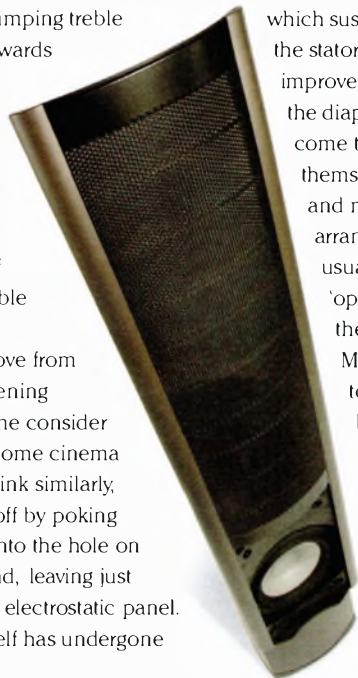 amping treble
wards
ble
ove from
ening
ne consider
ome cinema
ink similarly,
off by poking
nto the hole on
nd, leaving just
electrostatic panel.
elf has undergone
which sus
the stator
improve
the diap
come t
thems
and r
arran
usua
'op
the
M
te